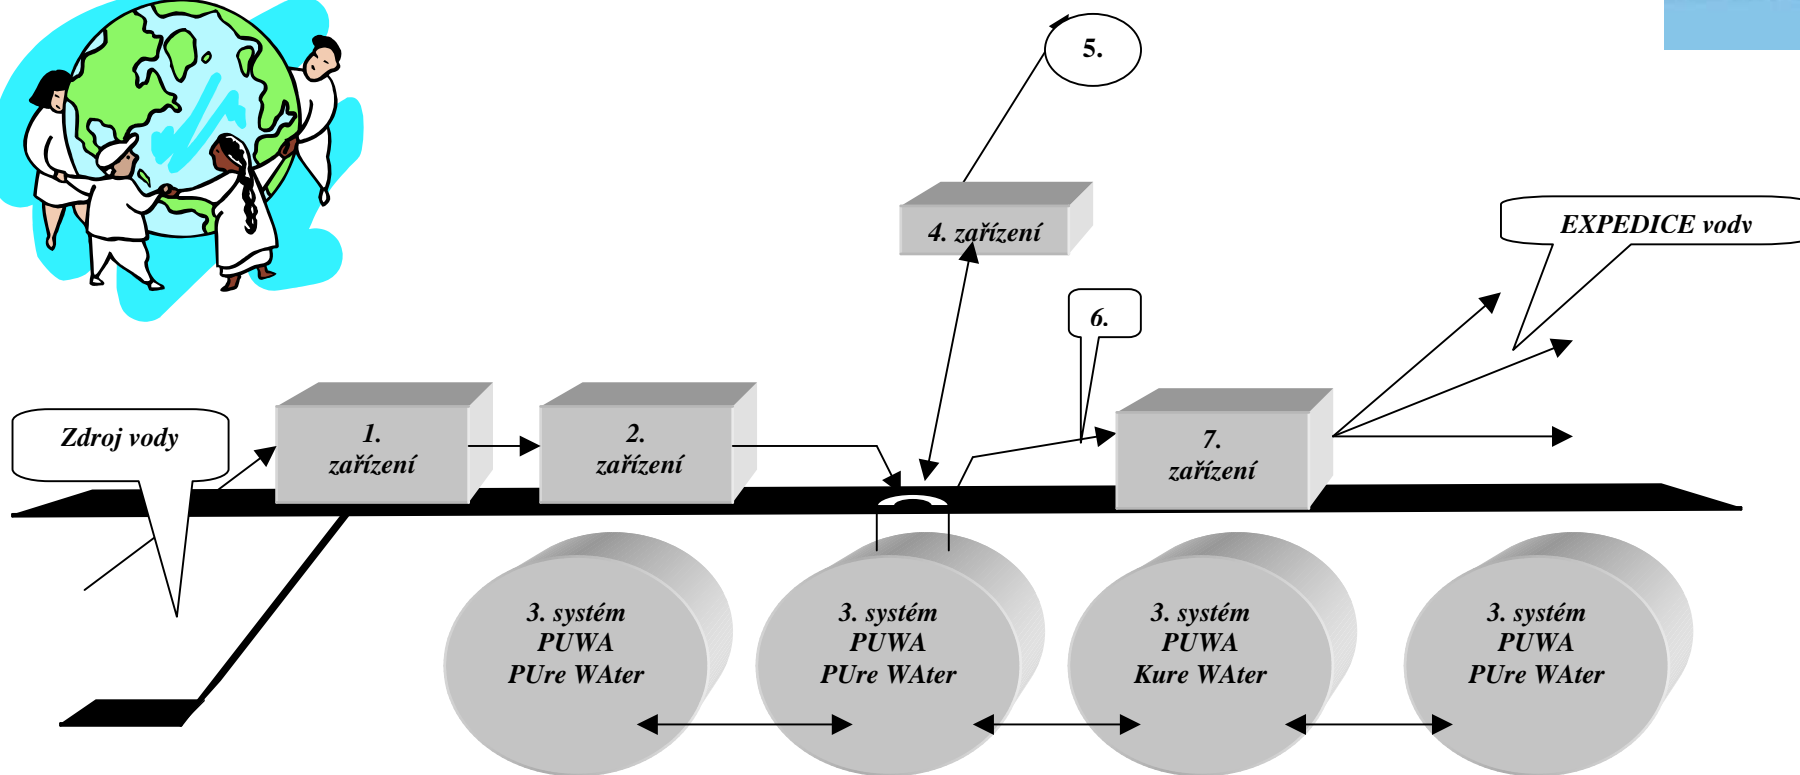 5.
4. zařízení
EXPEDICE vody
6.
Zdroj vody
1.
zařízení
2.
zařízení
7.
zařízení
3. systém
PUWA
PUre WAter
3. systém
PUWA
PUre WAter
3. systém
PUWA
Kure WAter
3. systém
PUWA
PUre WAter